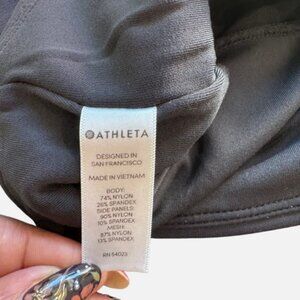 ATHLETA
DESIGNED IN
SAN FRANCISCO
MADE IN VIETNAM
BODY:
74% NYLON
26% SPANDEX
SIDE PANELS:
90% NYLON
10% SPANDEX
MESH:
87% NYLON
13% SPANDEX
RN 54023